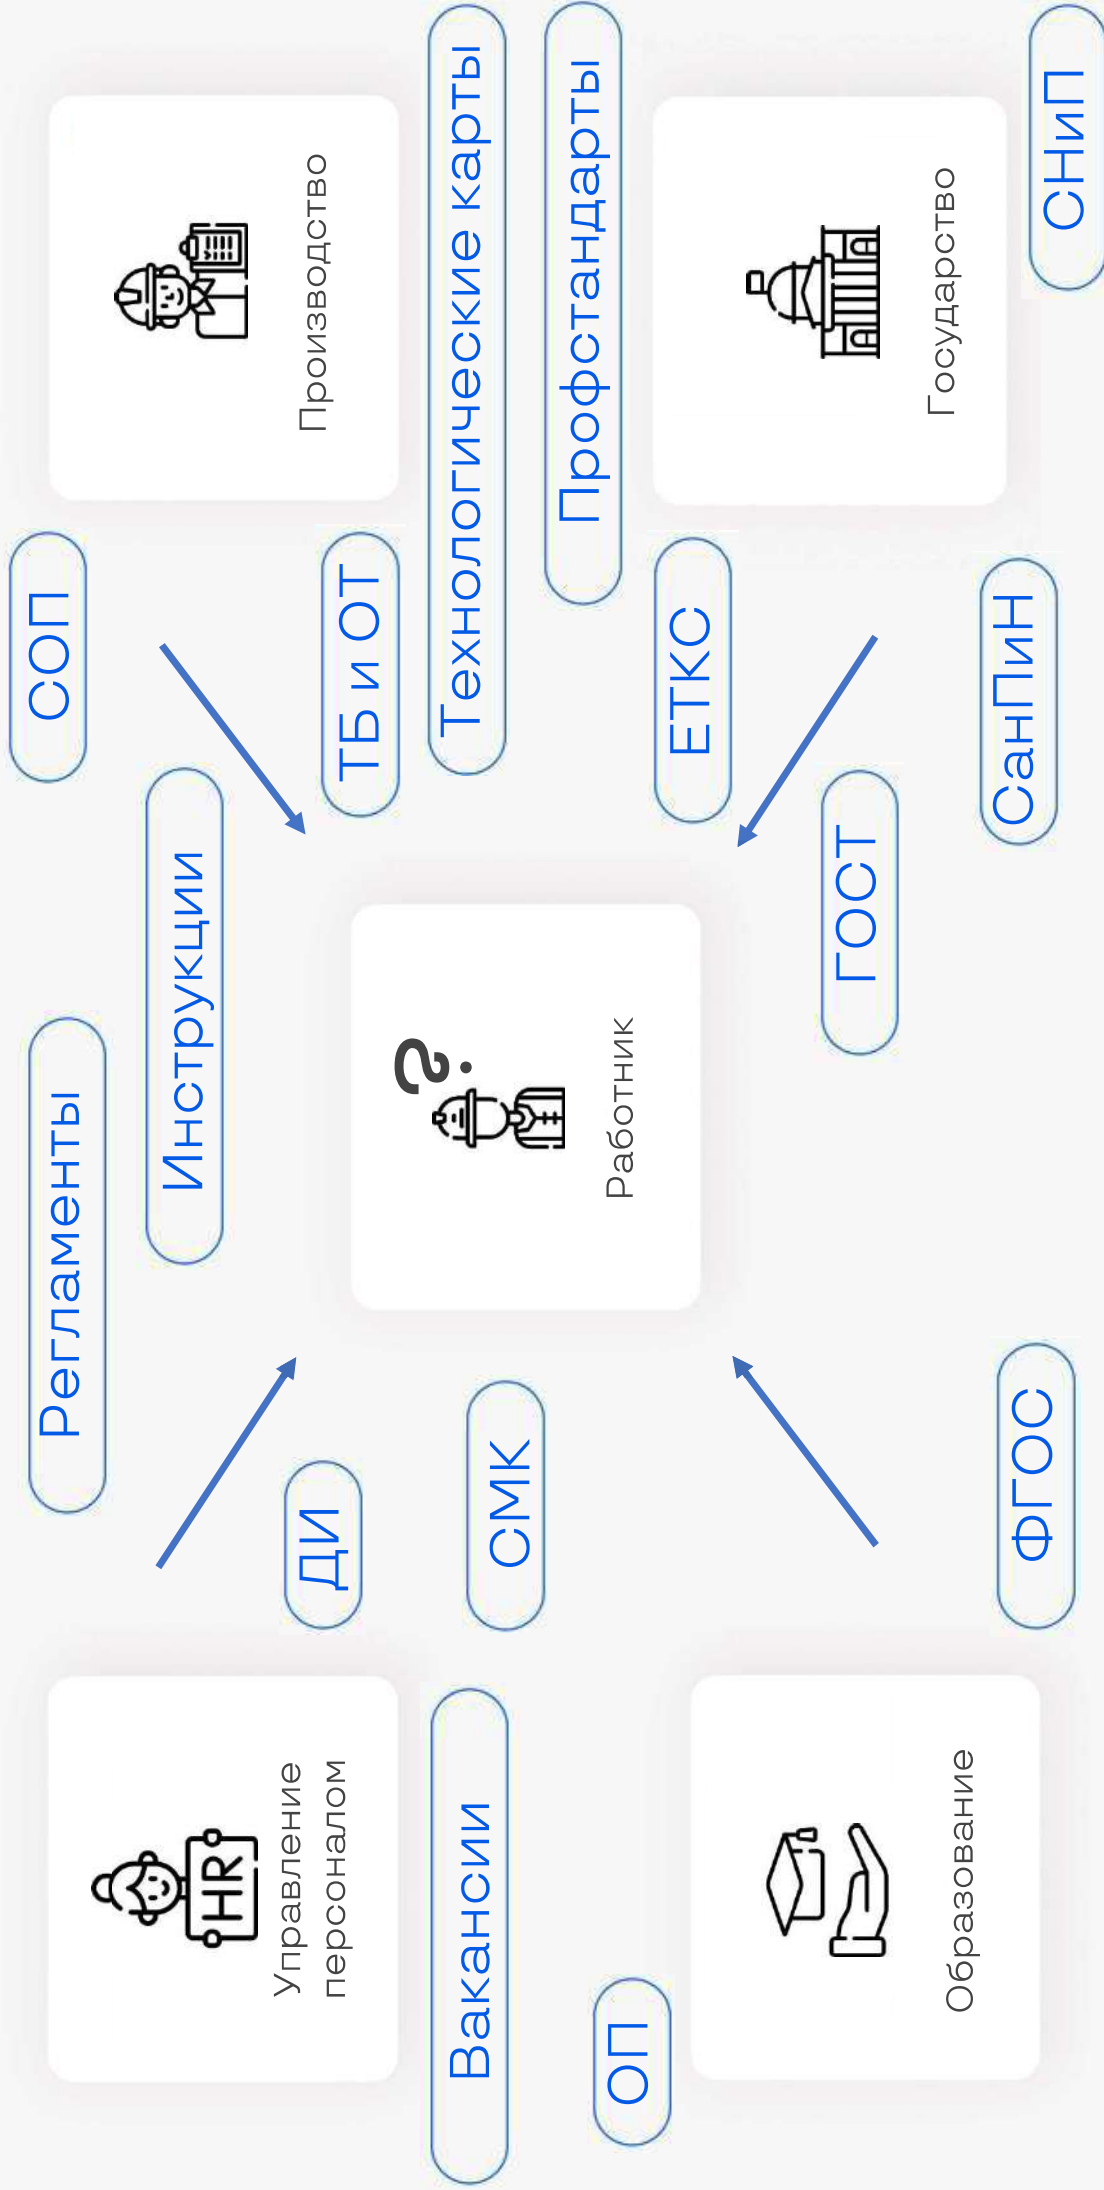 Регламенты
СОП
Инструкции
HR
Управление
персоналом
ДИ
ТБ и ОТ
Производство
Вакансии
СМК
?
Технологические карты
Работник
Профстандарты
ОП
ЕТКС
ГОСТ
Образование
Государство
ФГОС
СанПиН
СНиП